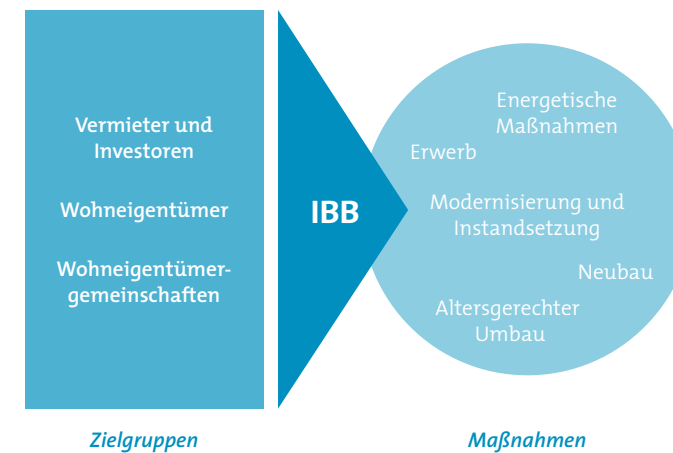 Vermieter und
Investoren
Wohneigentümer
Wohneigentümer-
gemeinschaften
IBB
Energetische
Maßnahmen
Erwerb
Modernisierung und
Instandsetzung
Neubau
Altersgerechter
Umbau
Zielgruppen
Maßnahmen